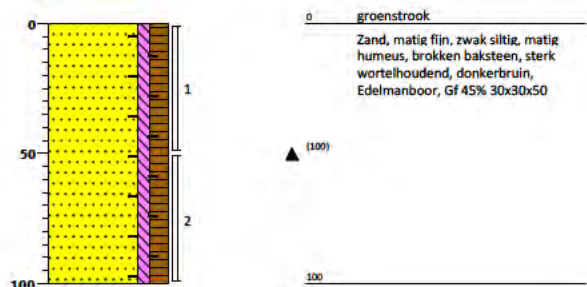 0
50
100
1
2
0 groenstrook
Zand, matig fijn, zwak siltig, matig
humeus, brokken baksteen, sterk
wortelhoudend, donkerbruin,
Edelmanboor, Gf 45% 30x30x50
(100)
100